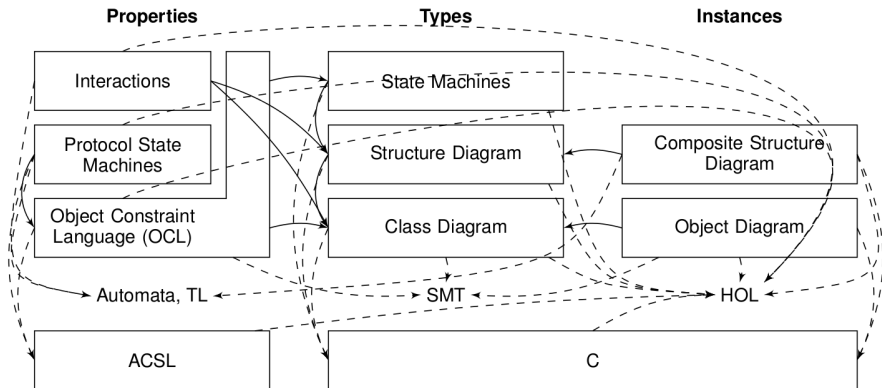 Properties Types Instances
Interactions State Machines
Protocol State
Machines
Structure Diagram
Composite Structure
Diagram
Object Constraint
Language (OCL)
Class Diagram
Object Diagram
Automata, TL SMT HOL
ACSL C